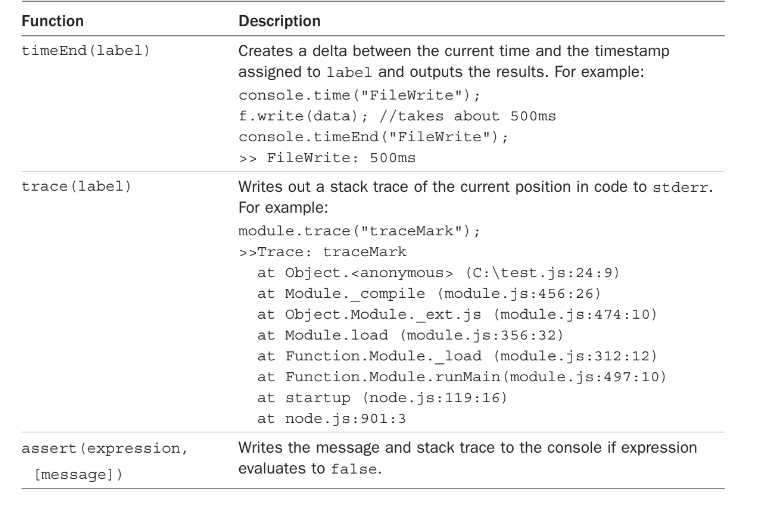 Function Description
timeEnd(label) Creates a delta between the current time and the timestamp
assigned to label and outputs the results. For example:
console.time("FileWrite");
f.write(data); //takes about 500ms
console.timeEnd("FileWrite");
>> FileWrite: 500ms
trace(label) Writes out a stack trace of the current position in code to stderr.
For example:
module.trace("traceMark");
>>Trace: traceMark
at Object.<anonymous> (C:\test.js:24:9)
at Module._compile (module.js:456:26)
at Object.Module._ext.js (module.js:474:10)
at Module.load (module.js:356:32)
at Function.Module._load (module.js:312:12)
at Function.Module.runMain(module.js:497:10)
at startup (node.js:119:16)
at node.js:901:3
assert(expression, Writes the message and stack trace to the console if expression
[message]) evaluates to false.